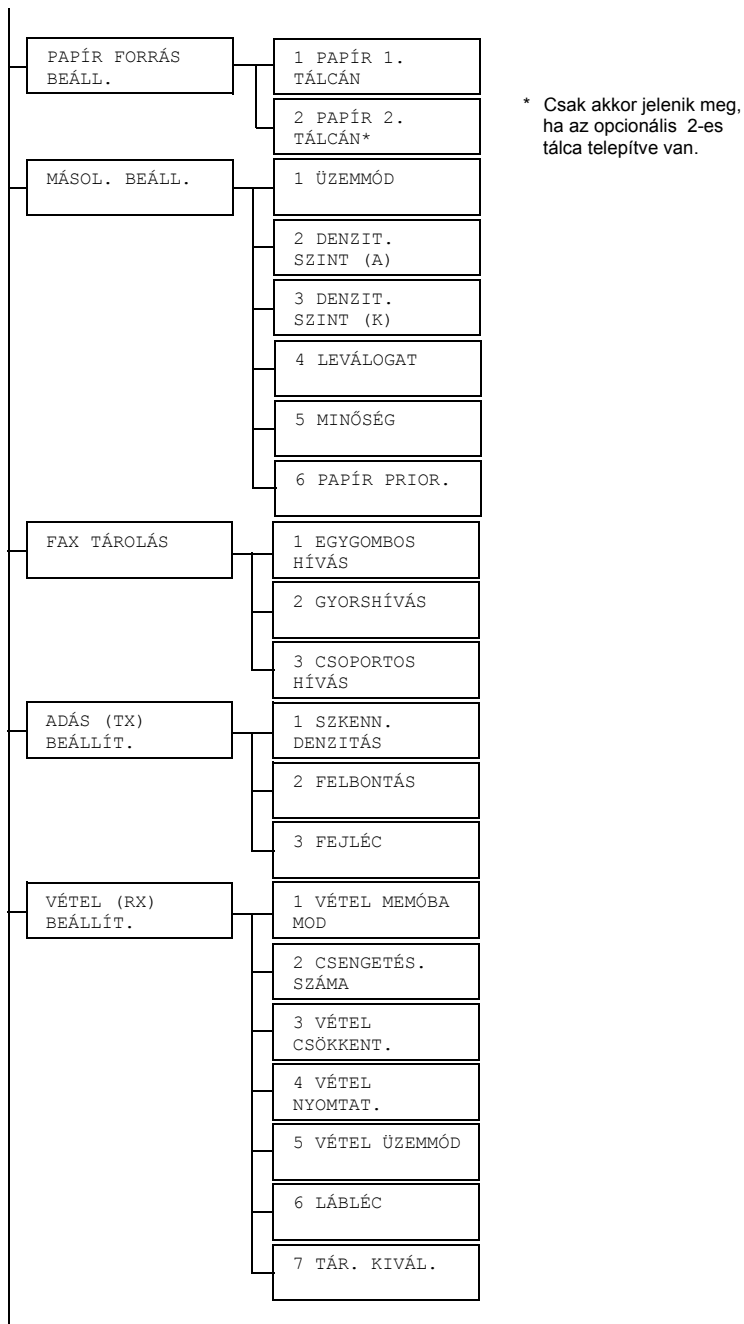 PAPÍR FORRÁS
BEÁLL.
1 PAPÍR 1.
TÁLCÁN
2 PAPÍR 2.
TÁLCÁN*
* Csak akkor jelenik meg,
ha az opcionális 2-es
tálca telepítve van.
MÁSOL. BEÁLL.
1 ÜZEMMÓD
2 DENZIT.
SZINT (A)
3 DENZIT.
SZINT (K)
4 LEVÁLOGAT
5 MINŐSÉG
6 PAPÍR PRIOR.
FAX TÁROLÁS
1 EGYGOMBOS
HÍVÁS
2 GYORSHÍVÁS
3 CSOPORTOS
HÍVÁS
ADÁS (TX)
BEÁLLÍT.
1 SZKENN.
DENZITÁS
2 FELBONTÁS
3 FEJLÉC
VÉTEL (RX)
BEÁLLÍT.
1 VÉTEL MEMÓBA
MOD
2 CSENGETÉS.
SZÁMA
3 VÉTEL
CSÖKKENT.
4 VÉTEL
NYOMTAT.
5 VÉTEL ÜZEMMÓD
6 LÁBLÉC
7 TÁR. KIVÁL.